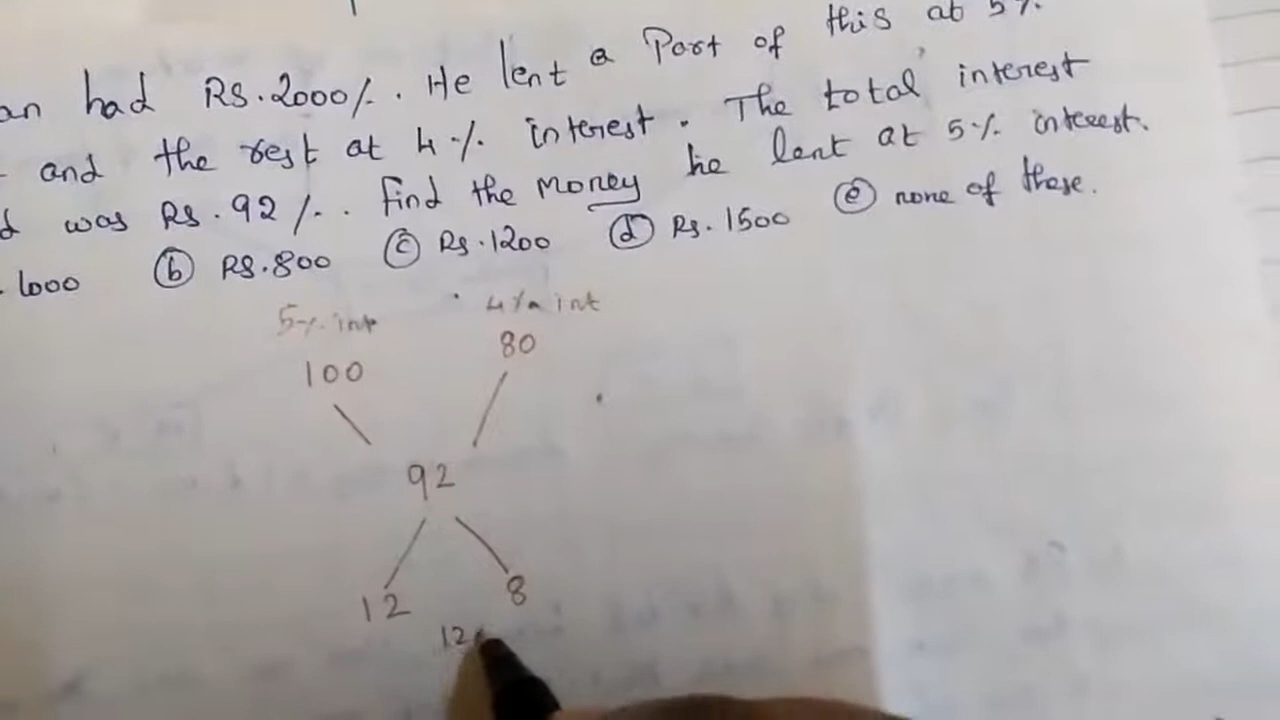 an had Rs.2000/-. He lent a Part of this at 5%
and the rest at 4% interest. The total interest
d was Rs.92/-. find the money he lent at 5% interest.
1000 (b) Rs.800 (c) Rs.1200 (d) Rs.1500 (e) none of these.
5% int 4% int
100 80
92
12 8
12